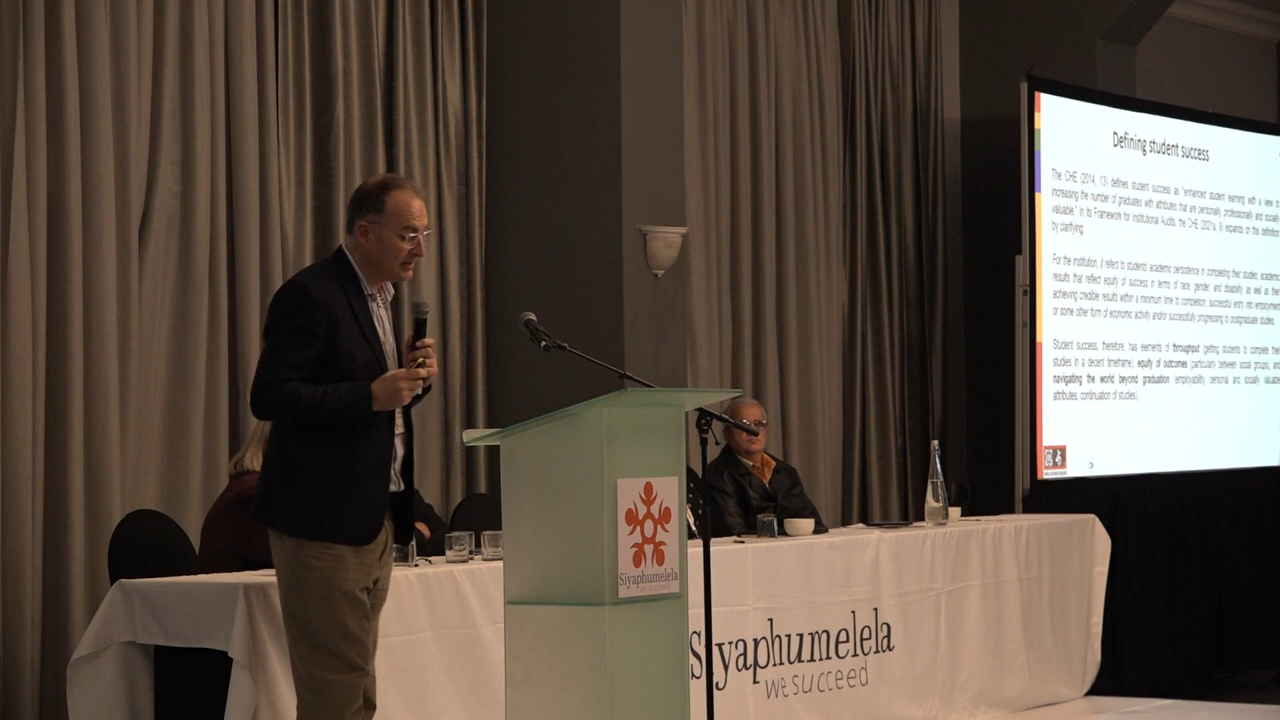 Defining student success
The CHE (2014, 13) defines student success as "enhanced student learning with a view to
increasing the number of graduates with attributes that are personally, professionally and socially
valuable." In its Framework for Institutional Audits, the CHE (2021a, 9) expands on this definition
by clarifying:
For the institution, it refers to students' academic persistence in completing their studies, academic
results that reflect equity of success in terms of race, gender, and disability, as well as their
achieving credible results within a minimum time to completion; successful entry into employment
or some other form of economic activity and/or successfully progressing to postgraduate studies.
Student success, therefore, has elements of throughput (getting students to complete their
studies in a decent timeframe), equity of outcomes (particularly between social groups), and
navigating the world beyond graduation (employability, personal and socially valuable
attributes, continuation of studies).
Siyaphumelela
we succeed
Siyaphumelela
we succeed